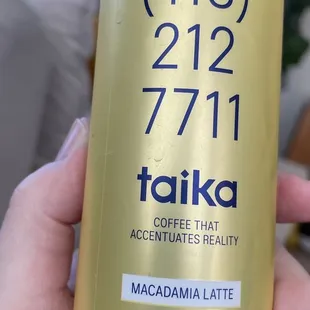 212
7711
taika
COFFEE THAT
ACCENTUATES REALITY
MACADAMIA LATTE